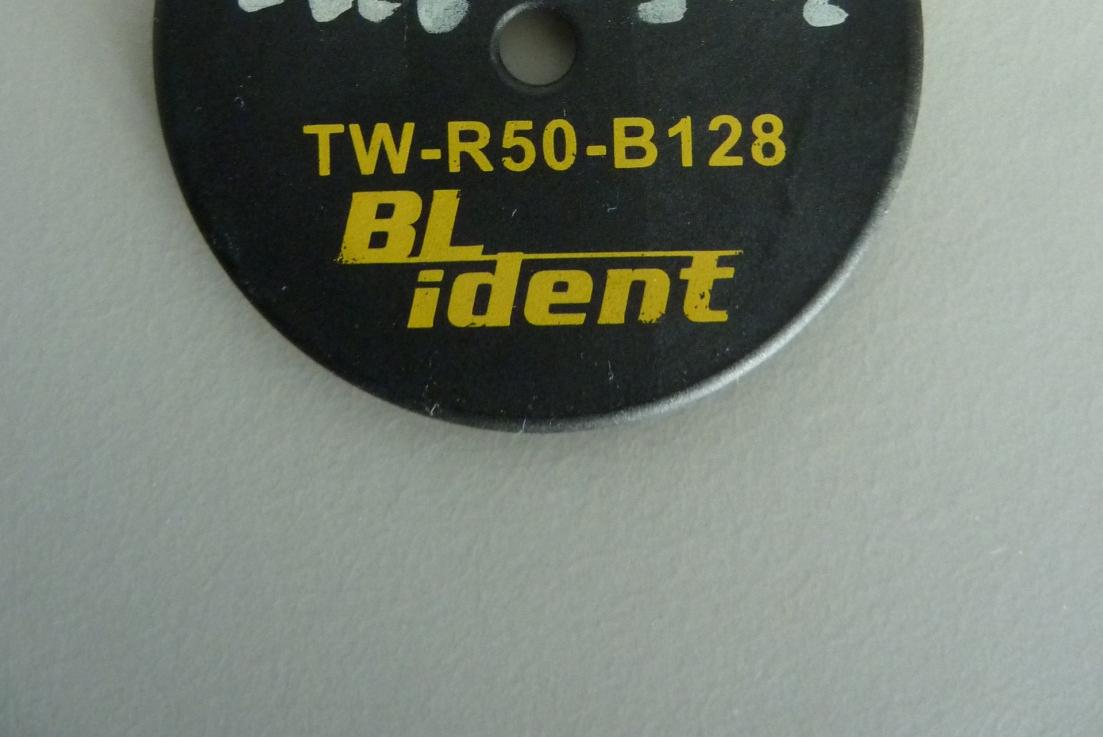 TW-R50-B128
BL
ident